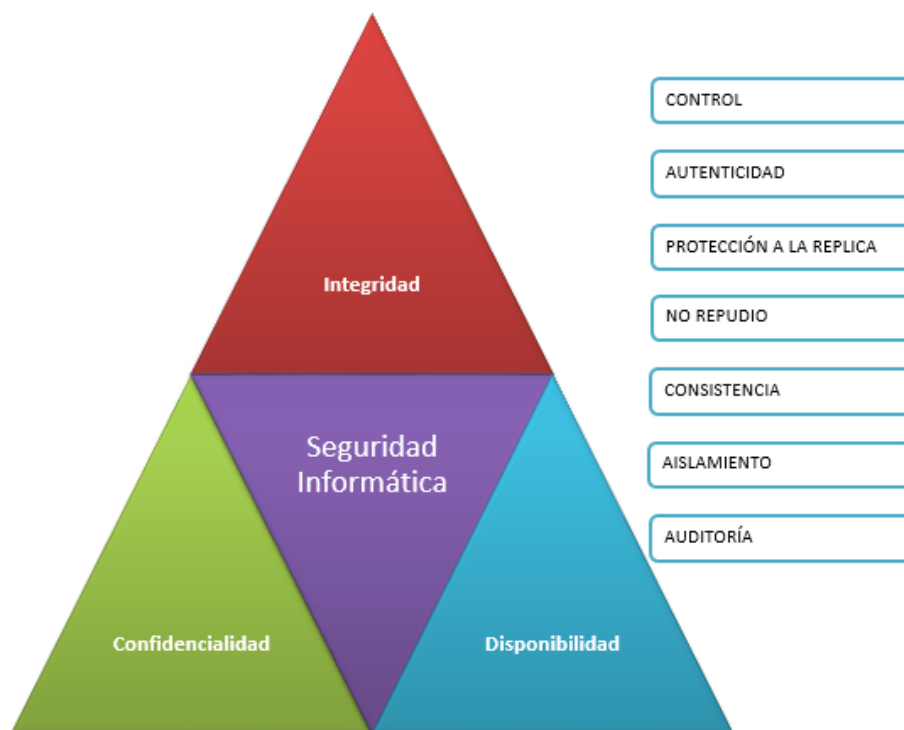 Integridad
Seguridad
Informática
Confidencialidad
Disponibilidad
CONTROL
AUTENTICIDAD
PROTECCIÓN A LA REPLICA
NO REPUDIO
CONSISTENCIA
AISLAMIENTO
AUDITORÍA